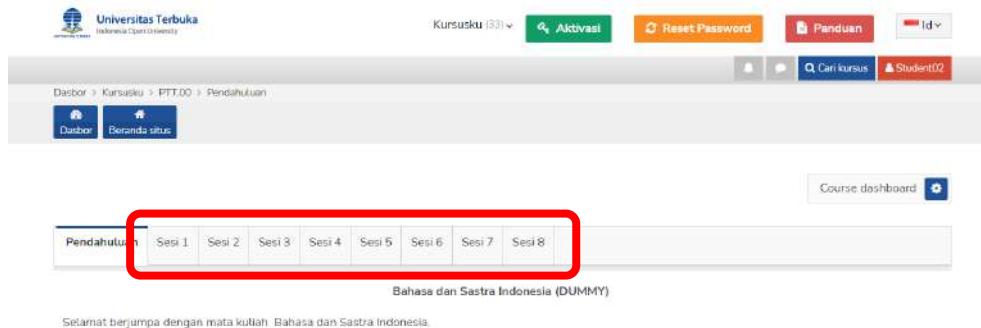 Universitas Terbuka
Indonesia Open University
Kursusku (33)
Aktivasi
Reset Password
Panduan
Id
Cari kursus
Student02
Dasbor > Kursusku > PTT.00 > Pendahuluan
Dasbor
Beranda situs
Course dashboard
Pendahuluan Sesi 1 Sesi 2 Sesi 3 Sesi 4 Sesi 5 Sesi 6 Sesi 7 Sesi 8
Bahasa dan Sastra Indonesia (DUMMY)
Selamat berjumpa dengan mata kuliah Bahasa dan Sastra Indonesia.